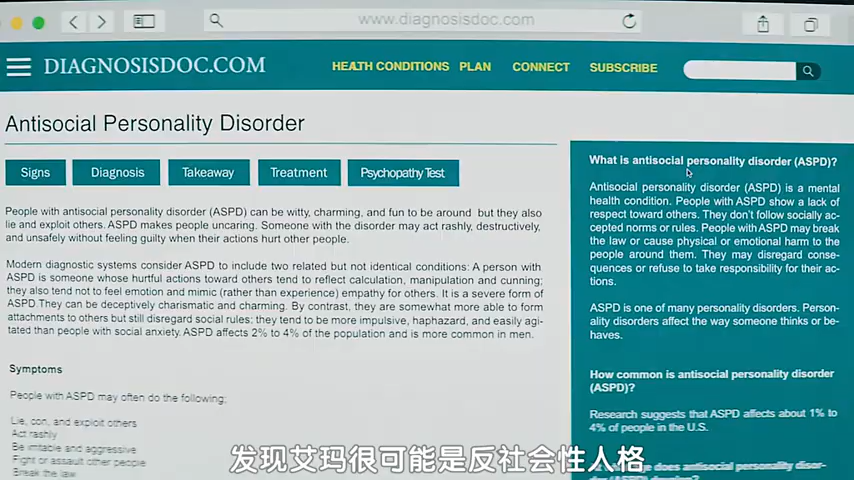 www.diagnosisdoc.com
DIAGNOSISDOC.COM
HEALTH CONDITIONS PLAN CONNECT SUBSCRIBE
Antisocial Personality Disorder
Signs Diagnosis Takeaway Treatment Psychopathy Test
People with antisocial personality disorder (ASPD) can be witty, charming, and fun to be around but they also
lie and exploit others. ASPD makes people uncaring. Someone with the disorder may act rashly, destructively,
and unsafely without feeling guilty when their actions hurt other people.
Modern diagnostic systems consider ASPD to include two related but not identical conditions: A person with
ASPD is someone whose hurtful actions toward others tend to reflect calculation, manipulation and cunning;
they also tend not to feel emotion and mimic (rather than experience) empathy for others. It is a severe form of
ASPD.They can be deceptively charismatic and charming. By contrast, they are somewhat more able to form
attachments to others but still disregard social rules; they tend to be more impulsive, haphazard, and easily agi-
tated than people with social anxiety. ASPD affects 2% to 4% of the population and is more common in men.
Symptoms
People with ASPD may often do the following;
Lie, con, and exploit others
Act rashly
Be irritable and aggressive
Fight or assault other people
Break the law
What is antisocial personality disorder (ASPD)?
Antisocial personality disorder (ASPD) is a mental
health condition. People with ASPD show a lack of
respect toward others. They don't follow socially ac-
cepted norms or rules. People with ASPD may break
the law or cause physical or emotional harm to the
people around them. They may disregard conse-
quences or refuse to take responsibility for their ac-
tions.
ASPD is one of many personality disorders. Person-
ality disorders affect the way someone thinks or be-
haves.
How common is antisocial personality disorder
(ASPD)?
Research suggests that ASPD affects about 1% to
4% of people in the U.S.
does antisocial personality disor-
发现艾玛很可能是反社会性人格